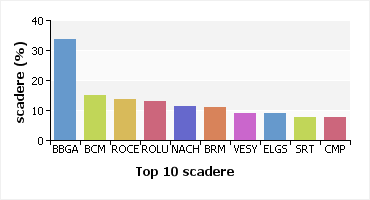 scadere (%)
40
30
20
10
0
BBGA BCM ROCE ROLU NACH BRM VESY ELGS SRT CMP
Top 10 scadere